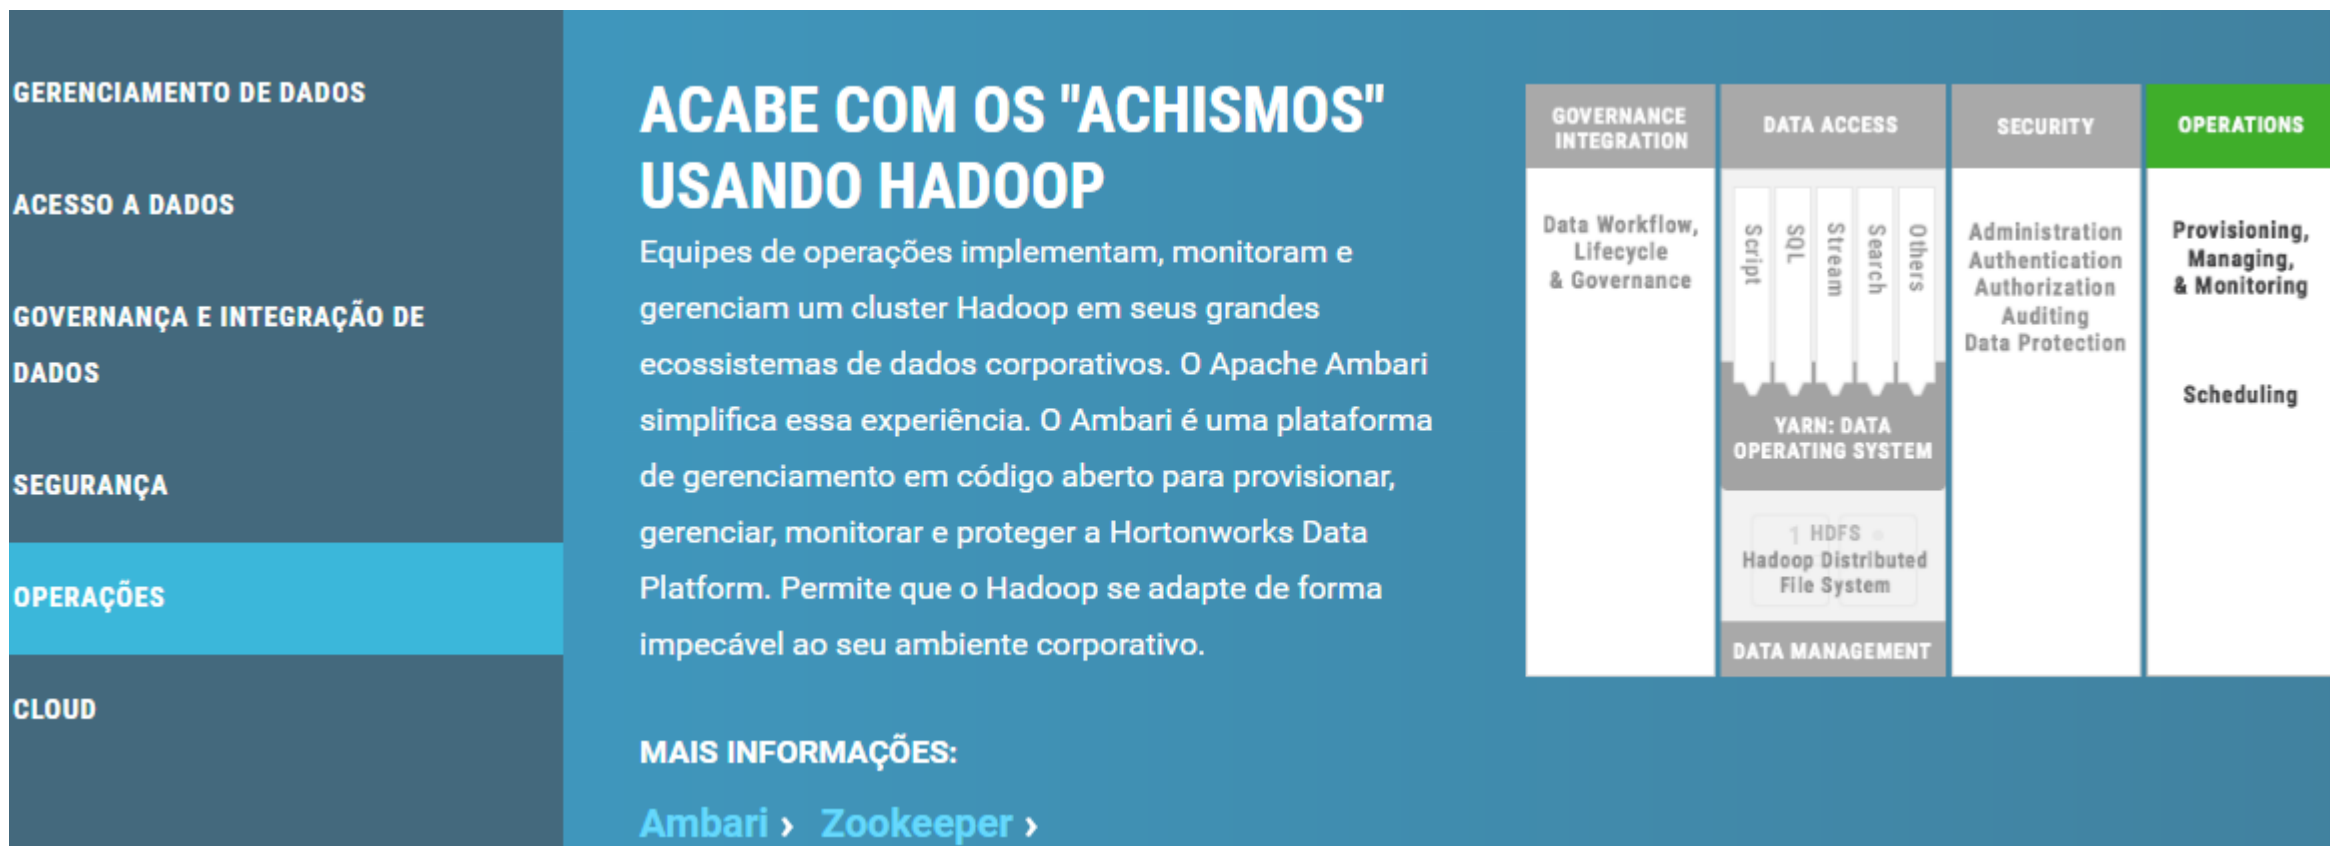 GERENCIAMENTO DE DADOS
ACESSO A DADOS
GOVERNANÇA E INTEGRAÇÃO DE
DADOS
SEGURANÇA
OPERAÇÕES
CLOUD
ACABE COM OS "ACHISMOS"
USANDO HADOOP
Equipes de operações implementam, monitoram e
gerenciam um cluster Hadoop em seus grandes
ecossistemas de dados corporativos. O Apache Ambari
simplifica essa experiência. O Ambari é uma plataforma
de gerenciamento em código aberto para provisionar,
gerenciar, monitorar e proteger a Hortonworks Data
Platform. Permite que o Hadoop se adapte de forma
impecável ao seu ambiente corporativo.
MAIS INFORMAÇÕES:
Ambari › Zookeeper ›
GOVERNANCE
INTEGRATION
Data Workflow,
Lifecycle
& Governance
DATA ACCESS
Script
SQL
Stream
Search
Others
YARN: DATA
OPERATING SYSTEM
1 HDFS
Hadoop Distributed
File System
DATA MANAGEMENT
SECURITY
Administration
Authentication
Authorization
Auditing
Data Protection
OPERATIONS
Provisioning,
Managing,
& Monitoring
Scheduling